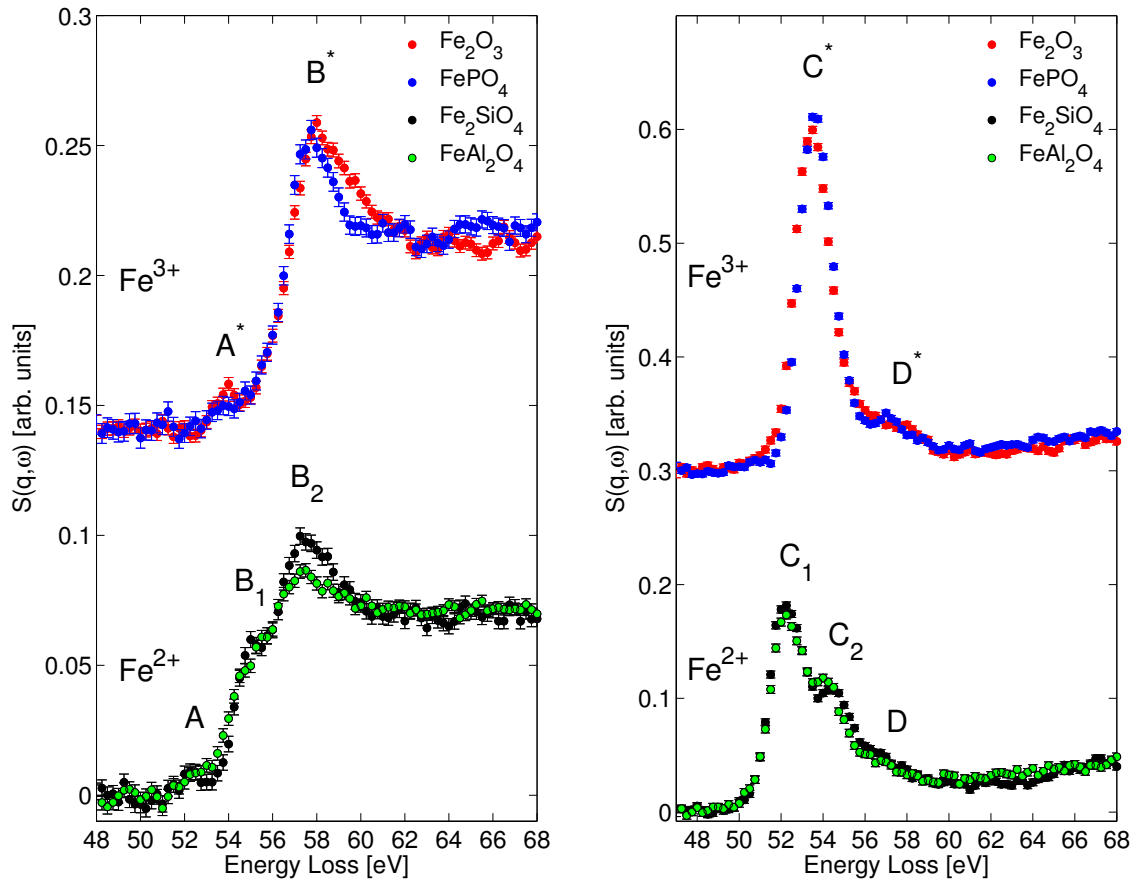 0.3
0.25
0.2
0.15
0.1
0.05
0
S(q,ω) [arb. units]
B*
Fe₂O₃
FePO₄
Fe₂SiO₄
FeAl₂O₄
Fe³⁺
A*
B₂
B₁
Fe²⁺
A
48 50 52 54 56 58 60 62 64 66 68
Energy Loss [eV]
0.6
0.5
0.4
0.3
0.2
0.1
0
S(q,ω) [arb. units]
C*
Fe₂O₃
FePO₄
Fe₂SiO₄
FeAl₂O₄
Fe³⁺
D*
C₁
C₂
Fe²⁺
D
48 50 52 54 56 58 60 62 64 66 68
Energy Loss [eV]